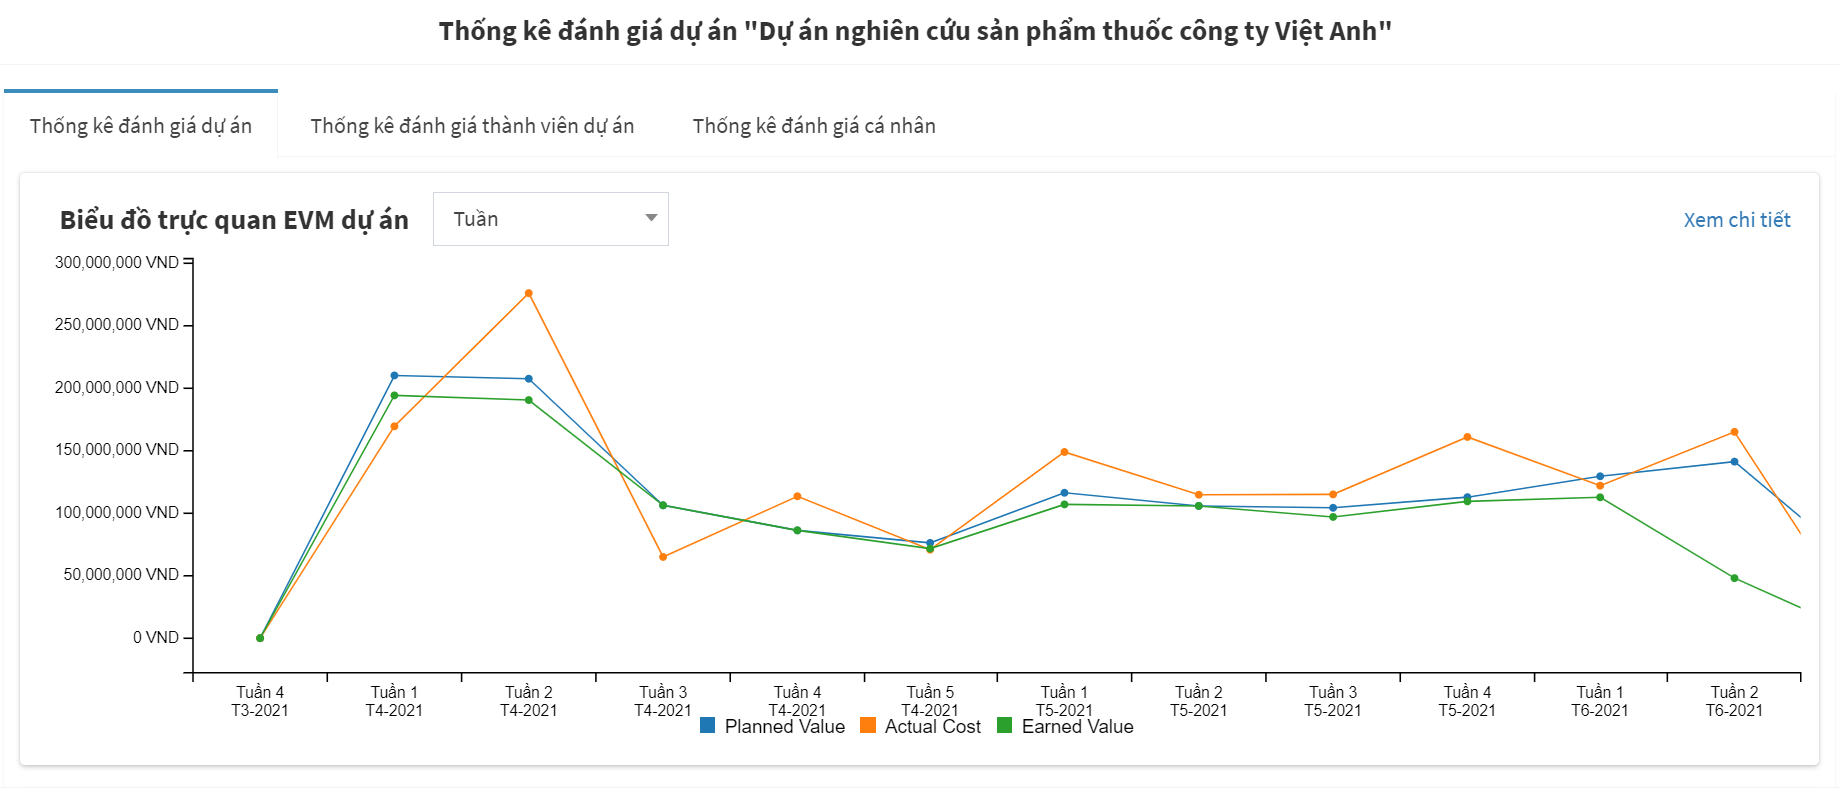 Thống kê đánh giá dự án "Dự án nghiên cứu sản phẩm thuốc công ty Việt Anh"
Thống kê đánh giá dự án
Thống kê đánh giá thành viên dự án
Thống kê đánh giá cá nhân
Biểu đồ trực quan EVM dự án
Tuần
Xem chi tiết
300,000,000 VND
250,000,000 VND
200,000,000 VND
150,000,000 VND
100,000,000 VND
50,000,000 VND
0 VND
Tuần 4
T3-2021
Tuần 1
T4-2021
Tuần 2
T4-2021
Tuần 3
T4-2021
Tuần 4
T4-2021
Tuần 5
T4-2021
Tuần 1
T5-2021
Tuần 2
T5-2021
Tuần 3
T5-2021
Tuần 4
T5-2021
Tuần 1
T6-2021
Tuần 2
T6-2021
Planned Value
Actual Cost
Earned Value